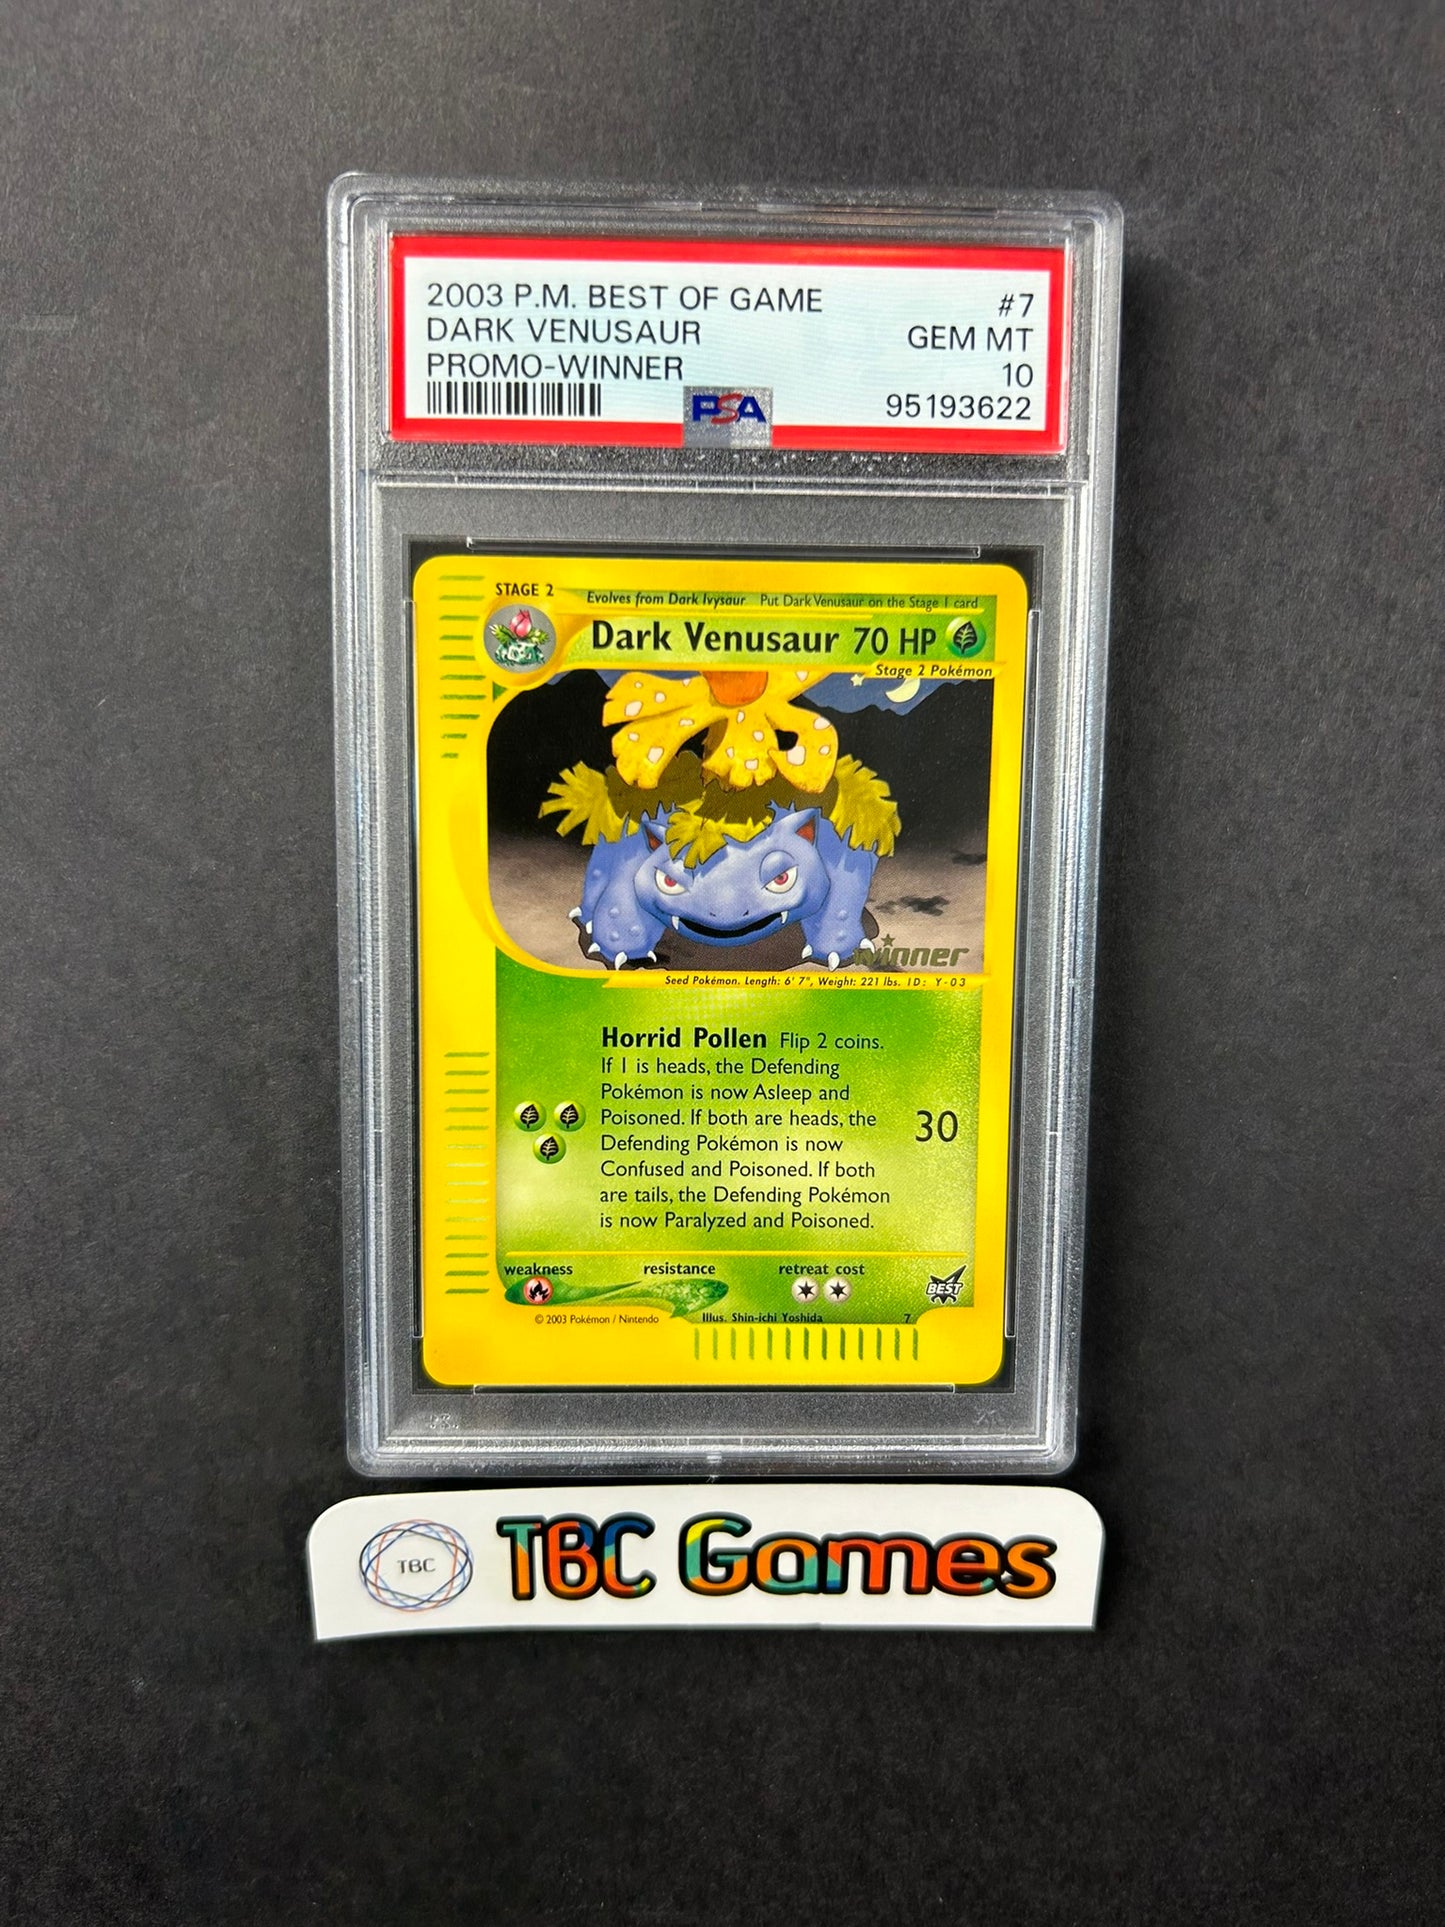 2003 P.M. BEST OF GAME #7
DARK VENUSAUR GEM MT
PROMO-WINNER 10
PSA 95193622
STAGE 2 Evolves from Dark Ivysaur Put Dark Venusaur on the Stage 1 card
Dark Venusaur 70 HP
Stage 2 Pokémon
winner
Seed Pokémon. Length: 6' 7", Weight: 221 lbs. ID: Y-03
Horrid Pollen Flip 2 coins.
If 1 is heads, the Defending
Pokémon is now Asleep and
Poisoned. If both are heads, the
Defending Pokémon is now
Confused and Poisoned. If both
are tails, the Defending Pokémon
is now Paralyzed and Poisoned.
30
weakness resistance retreat cost
BEST
© 2003 Pokémon / Nintendo Illus. Shin-ichi Yoshida 7
TBC TBC Games